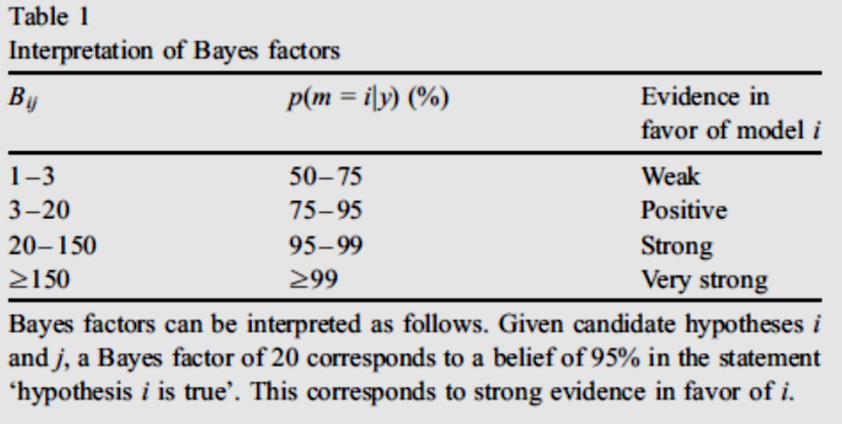 Table 1
Interpretation of Bayes factors
Bij p(m = i|y) (%) Evidence in
favor of model i
1–3 50–75 Weak
3–20 75–95 Positive
20–150 95–99 Strong
≥150 ≥99 Very strong
Bayes factors can be interpreted as follows. Given candidate hypotheses i
and j, a Bayes factor of 20 corresponds to a belief of 95% in the statement
‘hypothesis i is true’. This corresponds to strong evidence in favor of i.